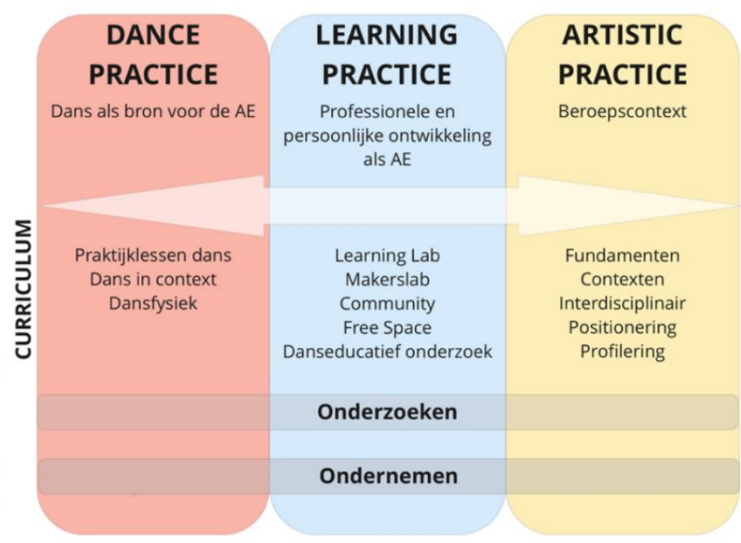 CURRICULUM
DANCE
PRACTICE
Dans als bron voor de AE
Praktijklessen dans
Dans in context
Dansfysiek
LEARNING
PRACTICE
Professionele en
persoonlijke ontwikkeling
als AE
Learning Lab
Makerslab
Community
Free Space
Danseducatief onderzoek
ARTISTIC
PRACTICE
Beroepscontext
Fundamenten
Contexten
Interdisciplinair
Positionering
Profilering
Onderzoeken
Ondernemen